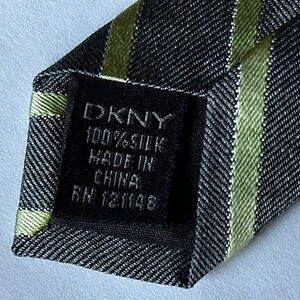 DKNY
100% SILK
MADE IN
CHINA
RN 121148